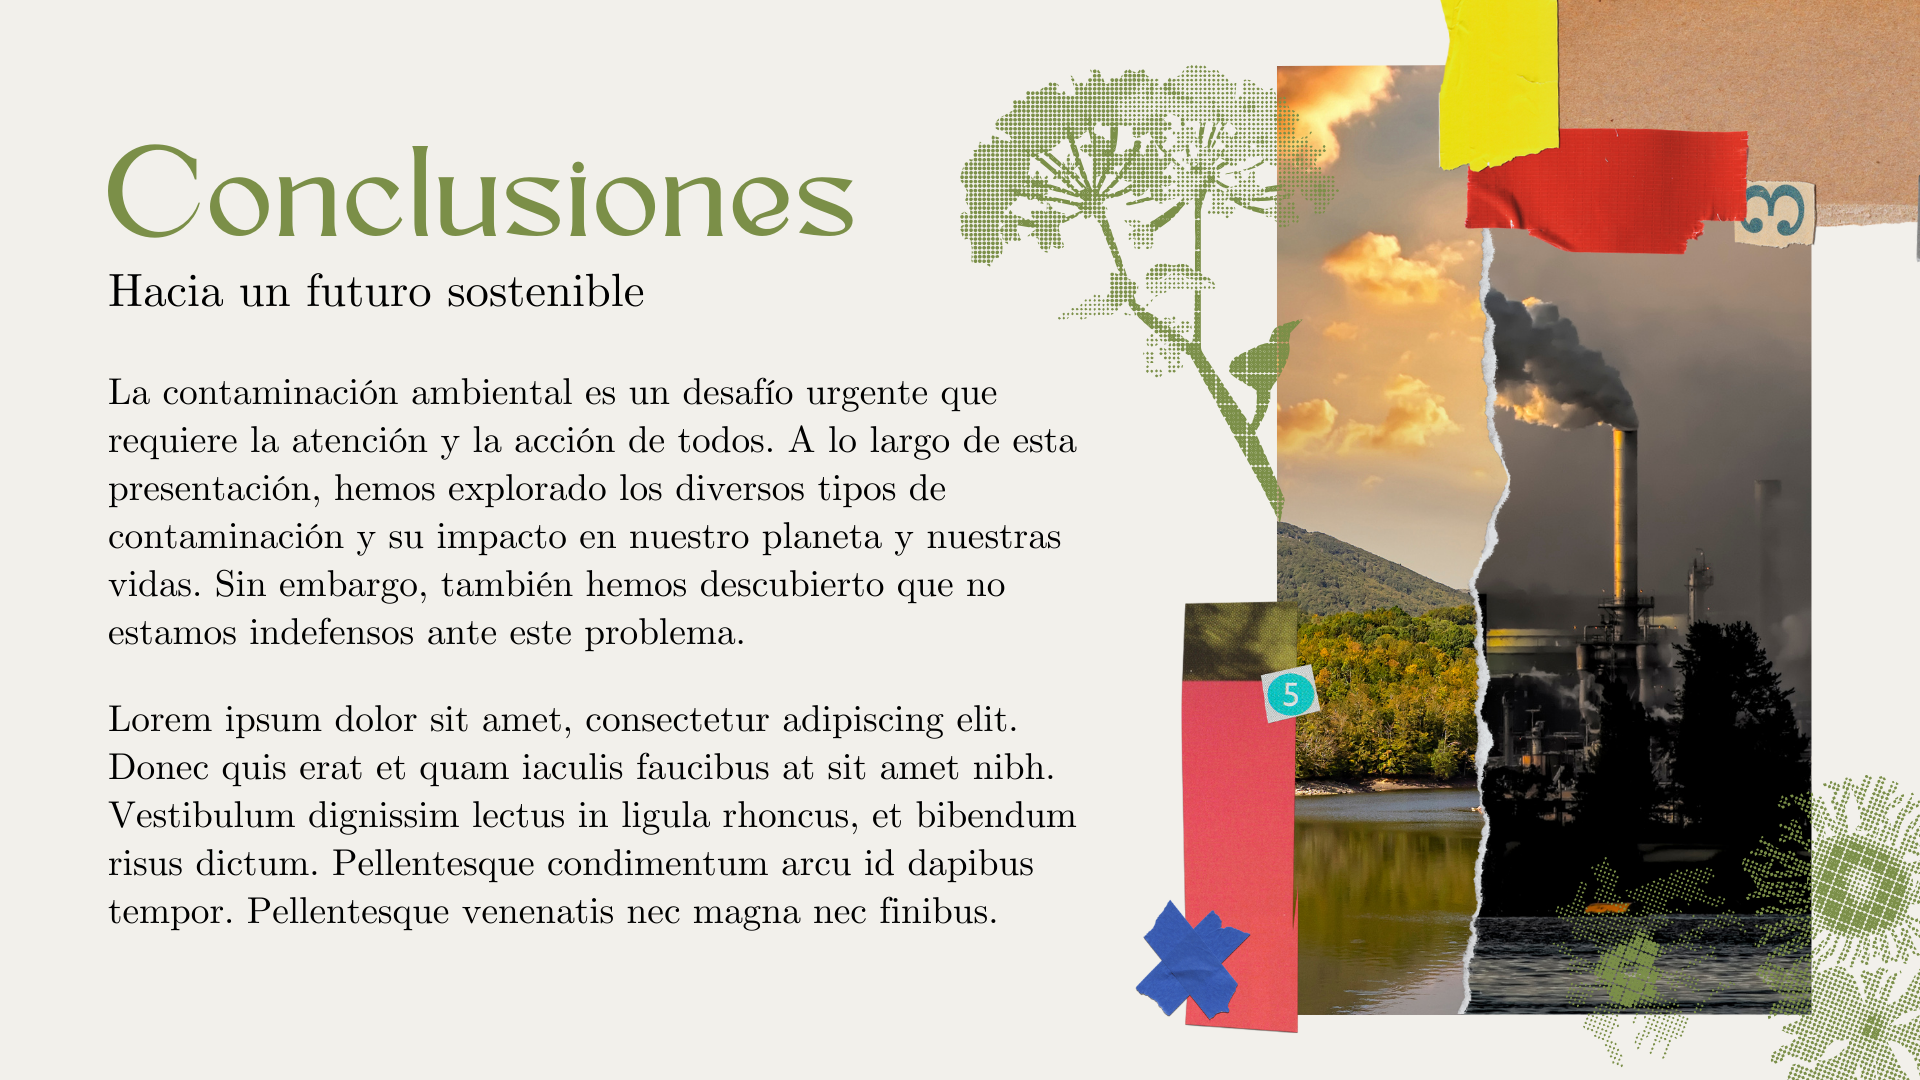 Conclusiones
Hacia un futuro sostenible
La contaminación ambiental es un desafío urgente que
requiere la atención y la acción de todos. A lo largo de esta
presentación, hemos explorado los diversos tipos de
contaminación y su impacto en nuestro planeta y nuestras
vidas. Sin embargo, también hemos descubierto que no
estamos indefensos ante este problema.
Lorem ipsum dolor sit amet, consectetur adipiscing elit.
Donec quis erat et quam iaculis faucibus at sit amet nibh.
Vestibulum dignissim lectus in ligula rhoncus, et bibendum
risus dictum. Pellentesque condimentum arcu id dapibus
tempor. Pellentesque venenatis nec magna nec finibus.
3
5